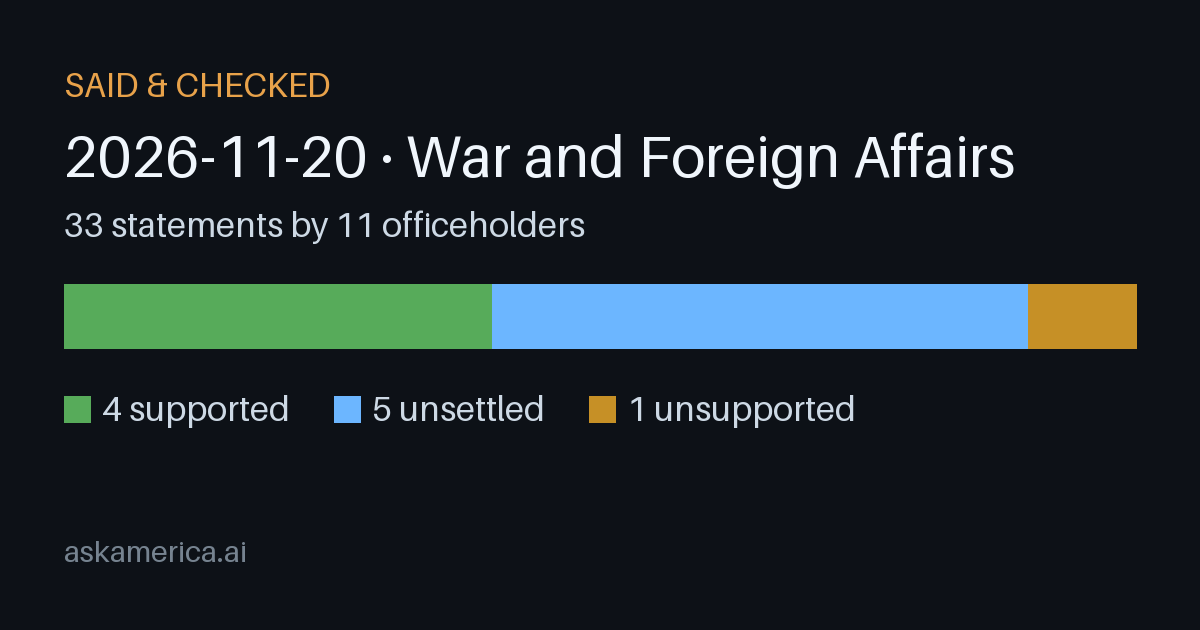 SAID & CHECKED
2026-11-20 · War and Foreign Affairs
33 statements by 11 officeholders
4 supported
5 unsettled
1 unsupported
askamerica.ai